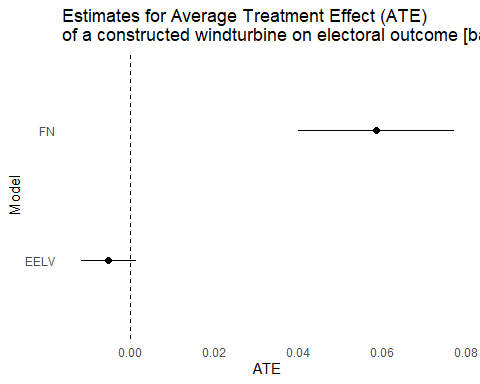 Estimates for Average Treatment Effect (ATE)
of a constructed windturbine on electoral outcome [ba
FN
EELV
Model
0.00 0.02 0.04 0.06 0.08
ATE